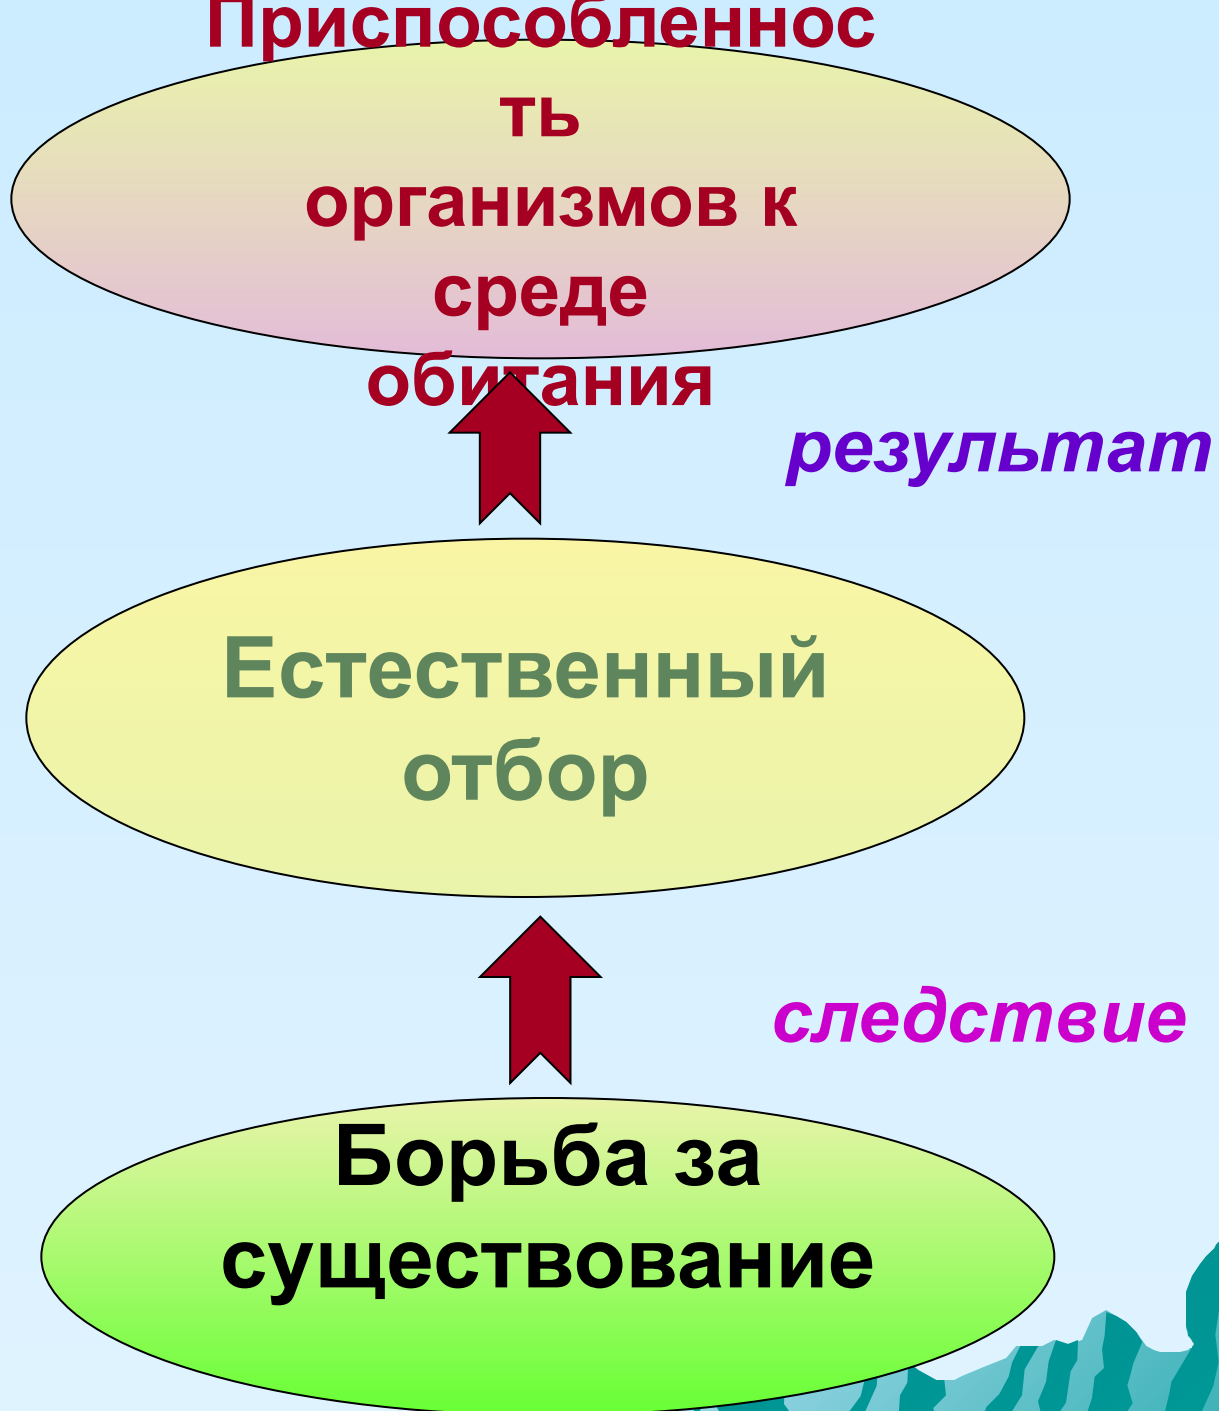 Приспособленнос
ть
организмов к
среде
обитания
результат
Естественный
отбор
следствие
Борьба за
существование